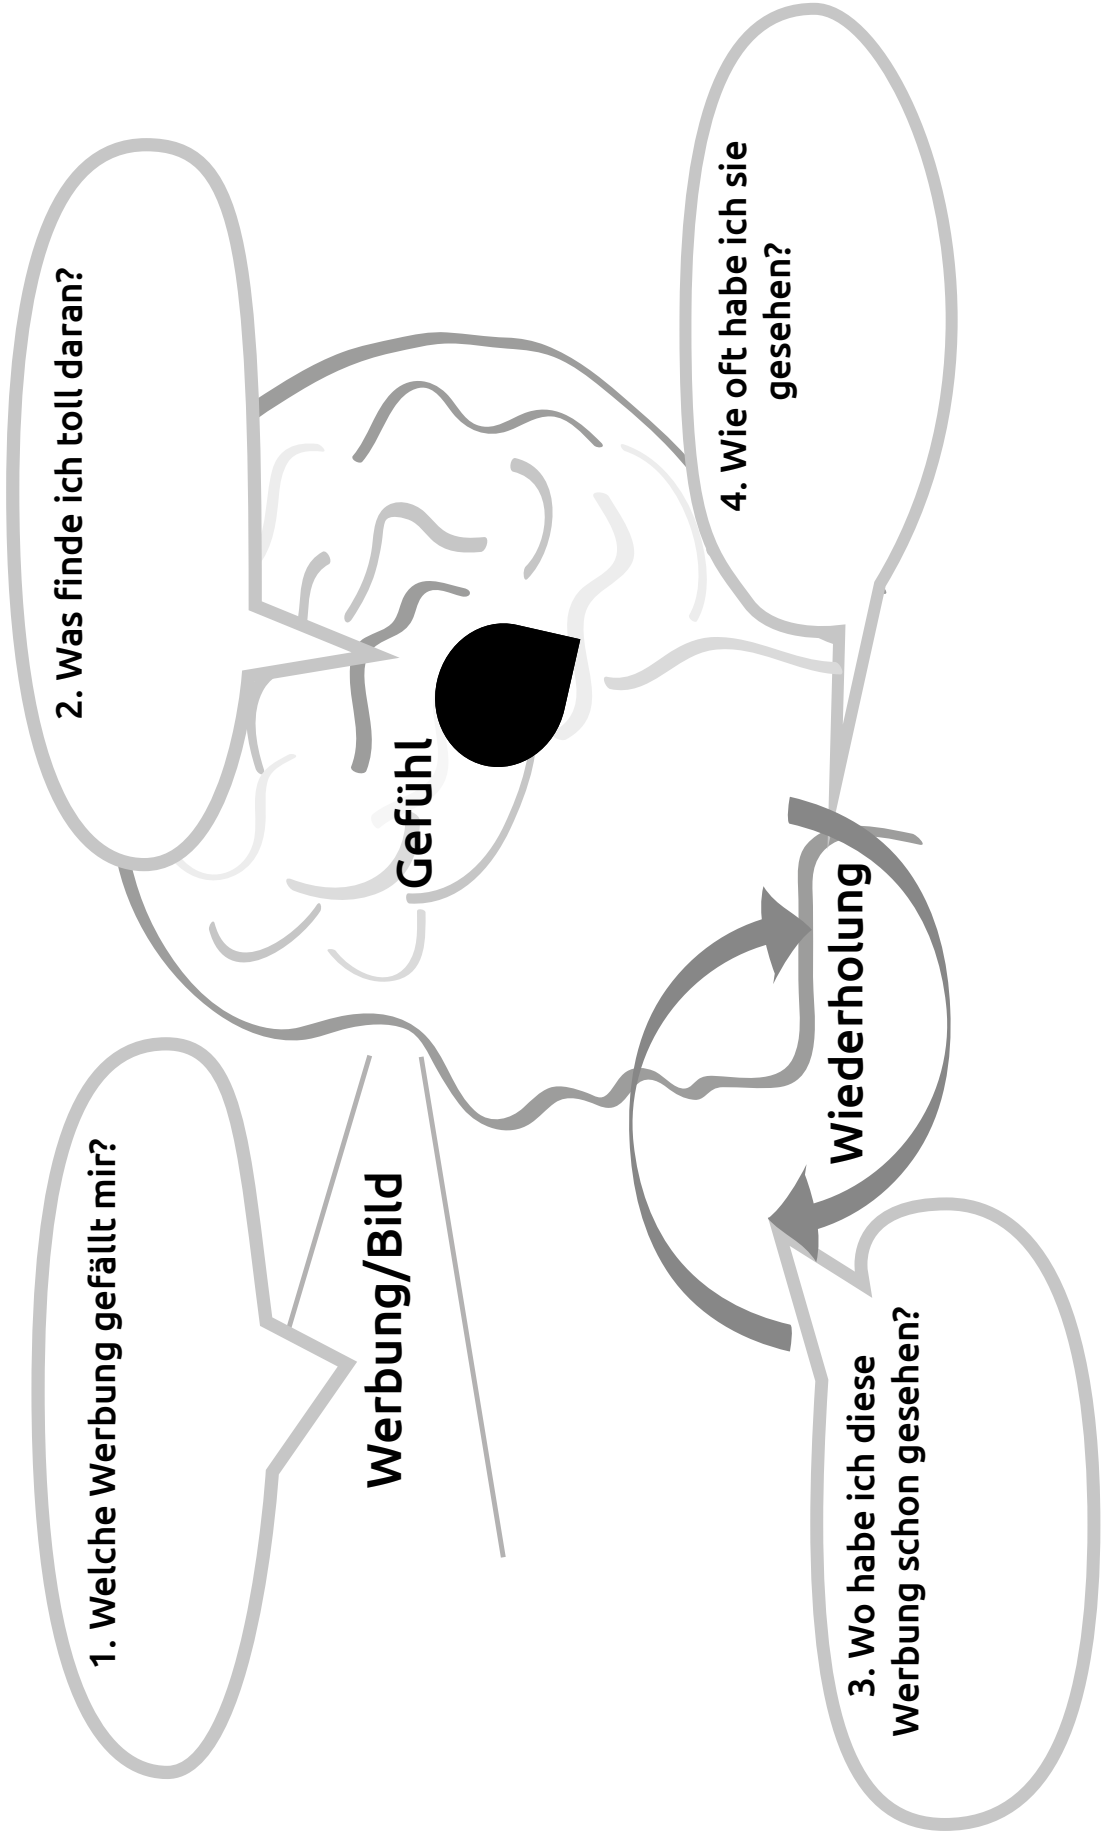 1. Welche Werbung gefällt mir?
2. Was finde ich toll daran?
Werbung/Bild
Gefühl
Wiederholung
3. Wo habe ich diese
Werbung schon gesehen?
4. Wie oft habe ich sie
gesehen?